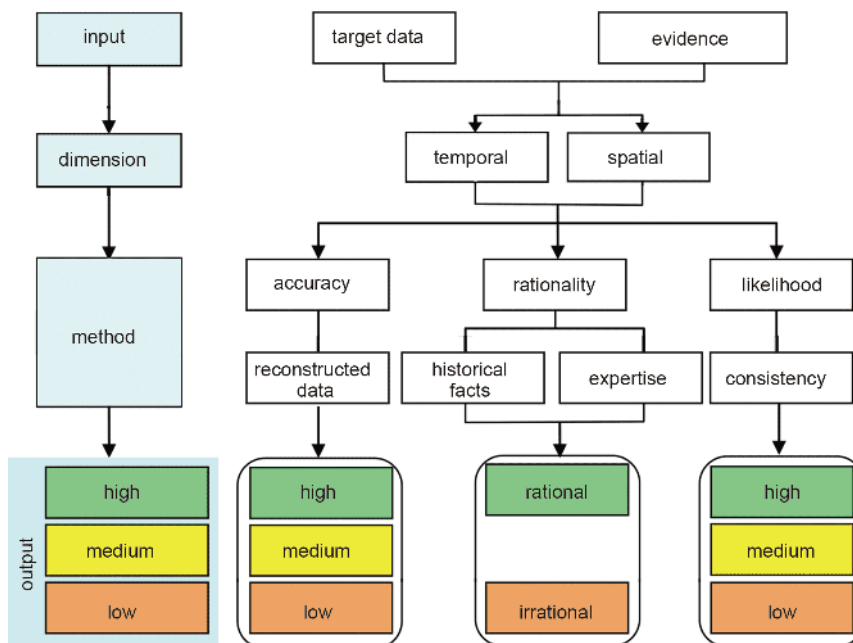 input
target data
evidence
dimension
temporal
spatial
method
accuracy
rationality
likelihood
reconstructed
data
historical
facts
expertise
consistency
output
high
high
rational
high
medium
medium
medium
low
low
irrational
low